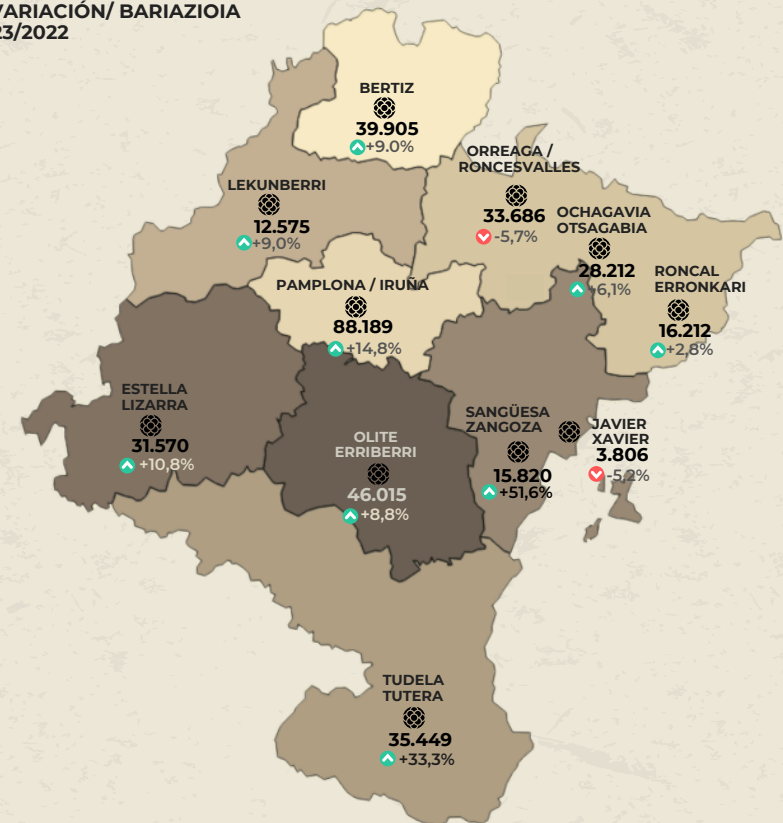 VARIACIÓN/ BARIAZIOIA
23/2022
BERTIZ
39.905
+9.0%
ORREAGA /
RONCESVALLES
33.686
-5,7%
LEKUNBERRI
12.575
+9,0%
OCHAGAVIA
OTSAGABIA
28.212
+6,1%
RONCAL
ERRONKARI
16.212
+2,8%
PAMPLONA / IRUÑA
88.189
+14,8%
ESTELLA
LIZARRA
31.570
+10,8%
OLITE
ERRIBERRI
46.015
+8,8%
SANGÜESA
ZANGOZA
15.820
+51,6%
JAVIER
XAVIER
3.806
-5,2%
TUDELA
TUTERA
35.449
+33,3%